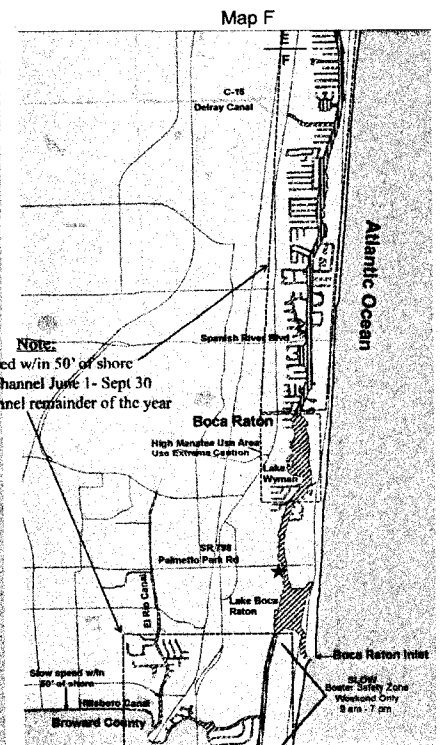 Map F
E
F
C-15
Delray Canal
Atlantic Ocean
Spanish River Blvd
Note:
ed w/in 50' of shore
hannel June 1- Sept 30
nnel remainder of the year
Boca Raton
High Manatee Use Area
Use Extreme Caution
Lake
Wyman
SR 798
Palmetto Park Rd
El Rio Canal
Lake Boca
Raton
Boca Raton Inlet
Slow speed w/in
50' of shore
Hillsboro Canal
Broward County
SLOW
Boater Safety Zone
Weekend Only
9 am - 7 pm